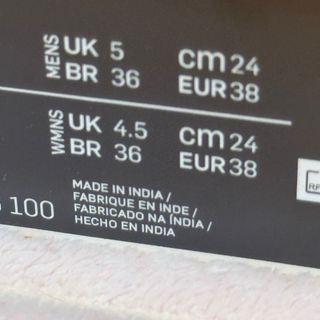 MENS UK 5 cm 24
BR 36 EUR 38
WMNS UK 4.5 cm 24
BR 36 EUR 38
100 MADE IN INDIA /
FABRIQUE EN INDE /
FABRICADO NA ÍNDIA /
HECHO EN INDIA